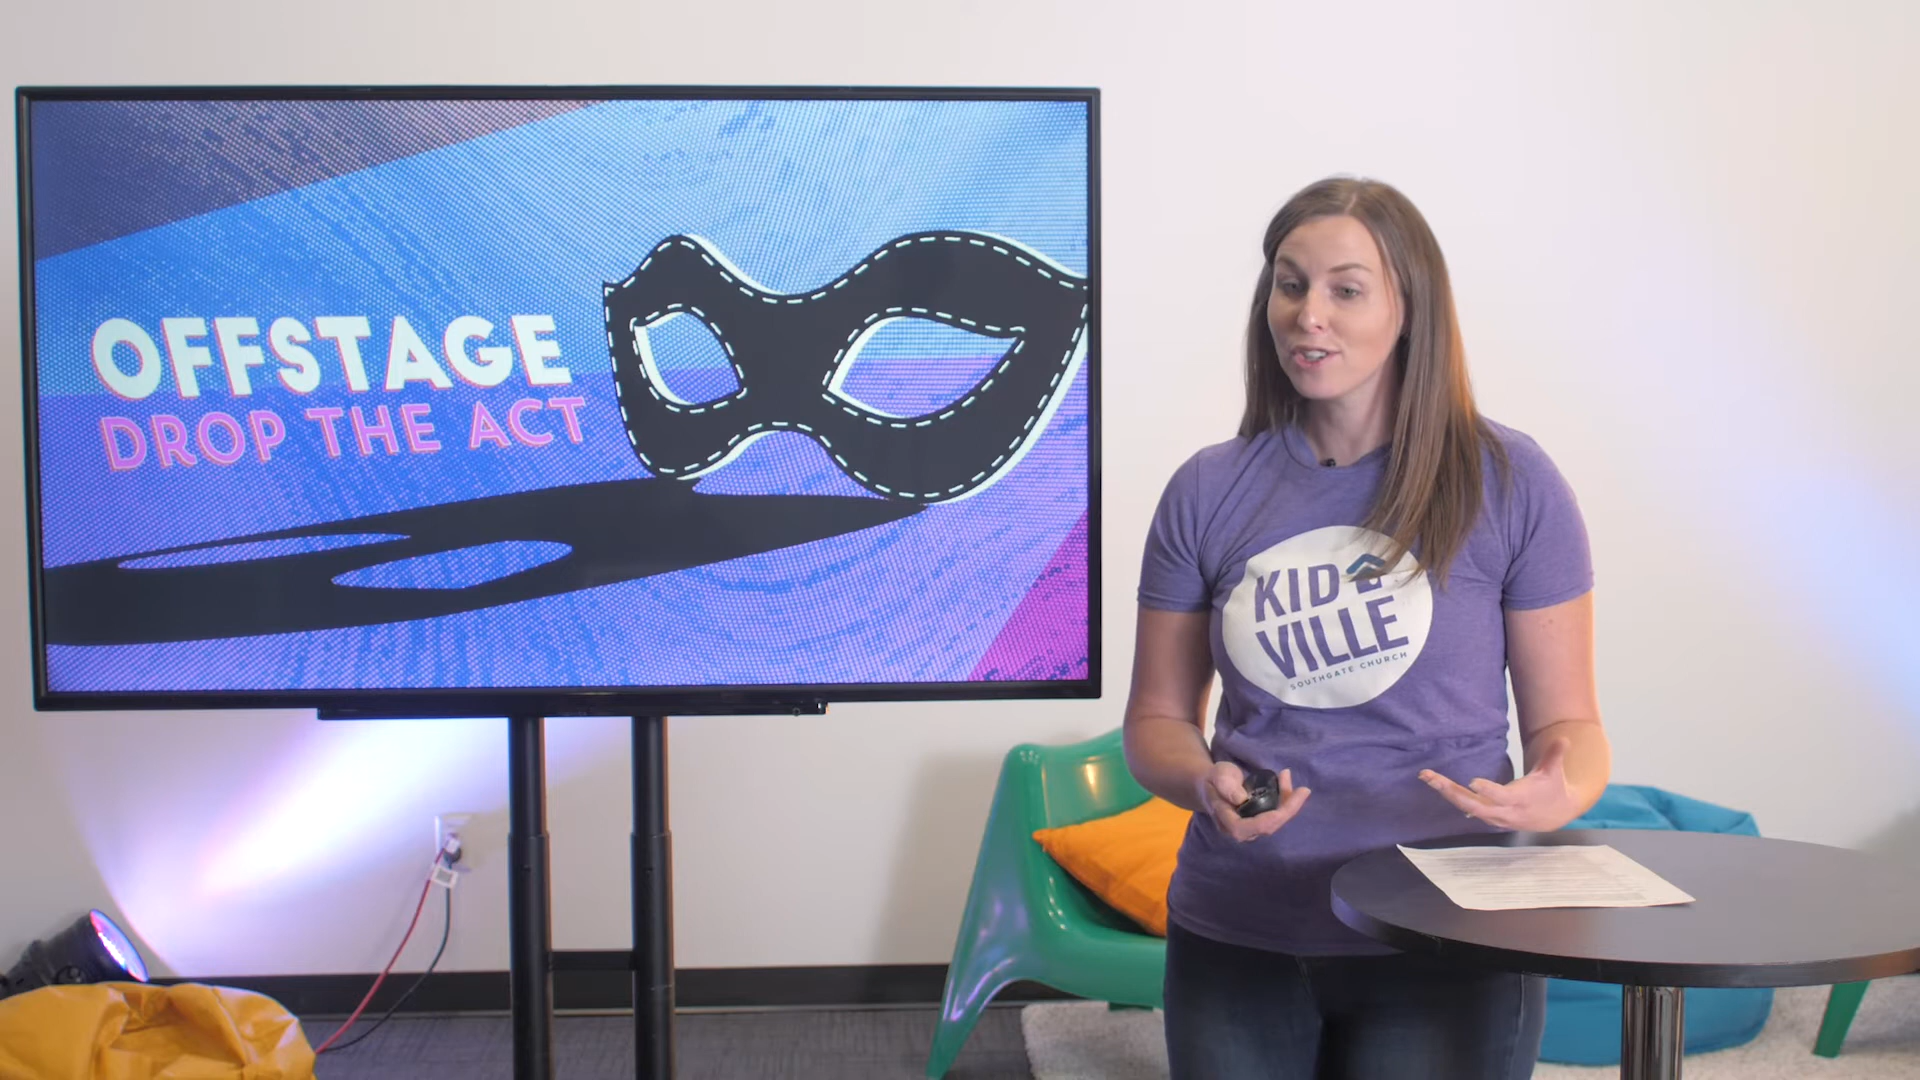 OFFSTAGE
DROP THE ACT
KID
VILLE
SOUTHGATE CHURCH